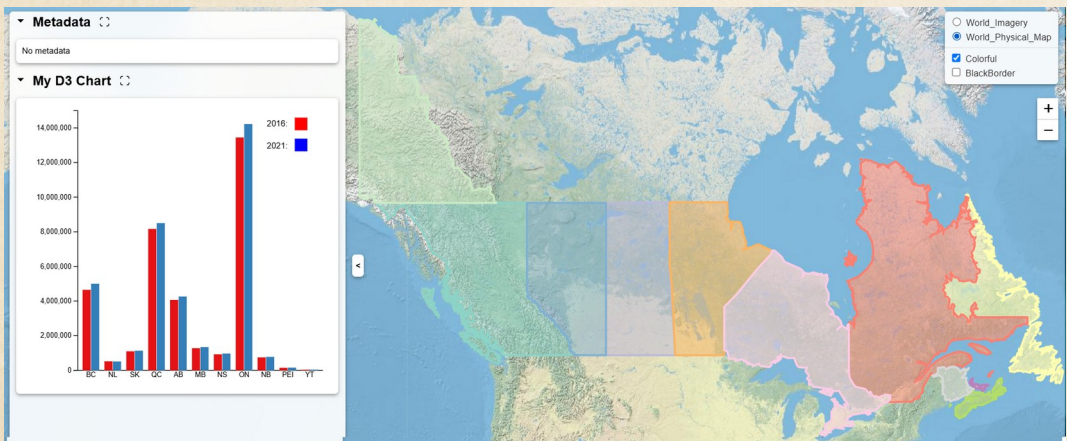 Metadata
No metadata
My D3 Chart
2016:
2021:
14,000,000
12,000,000
10,000,000
8,000,000
6,000,000
4,000,000
2,000,000
0
BC NL SK QC AB MB NS ON NB PEI YT
<
World_Imagery
World_Physical_Map
Colorful
BlackBorder
+
−